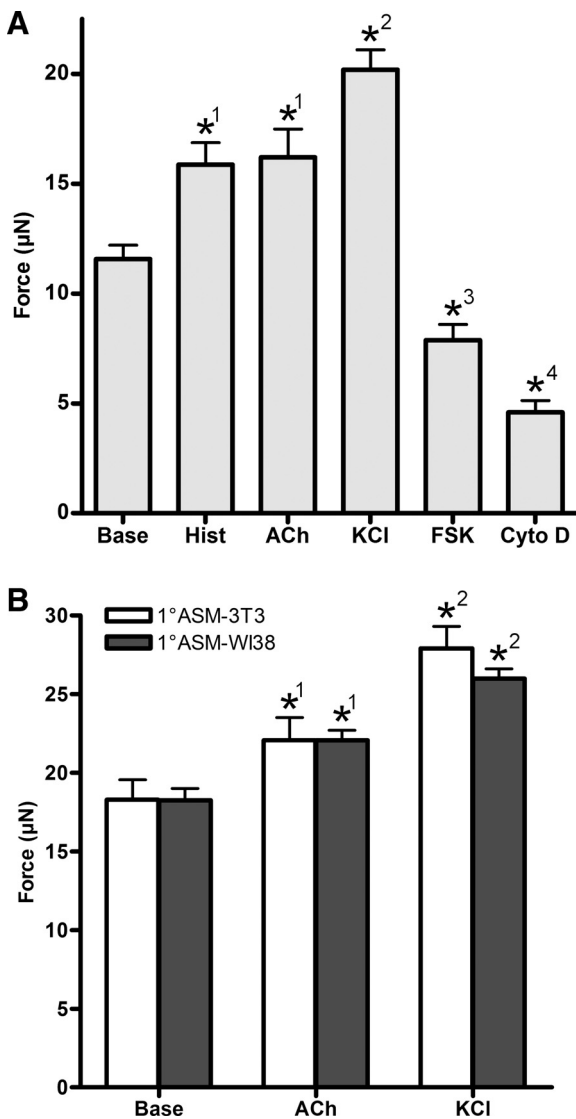 A
Force (µN)
20
15
10
5
0
*1
*1
*2
*3
*4
Base Hist ACh KCl FSK Cyto D
B
1°ASM-3T3
1°ASM-WI38
Force (µN)
30
25
20
15
10
5
0
*1 *1
*2 *2
Base ACh KCl